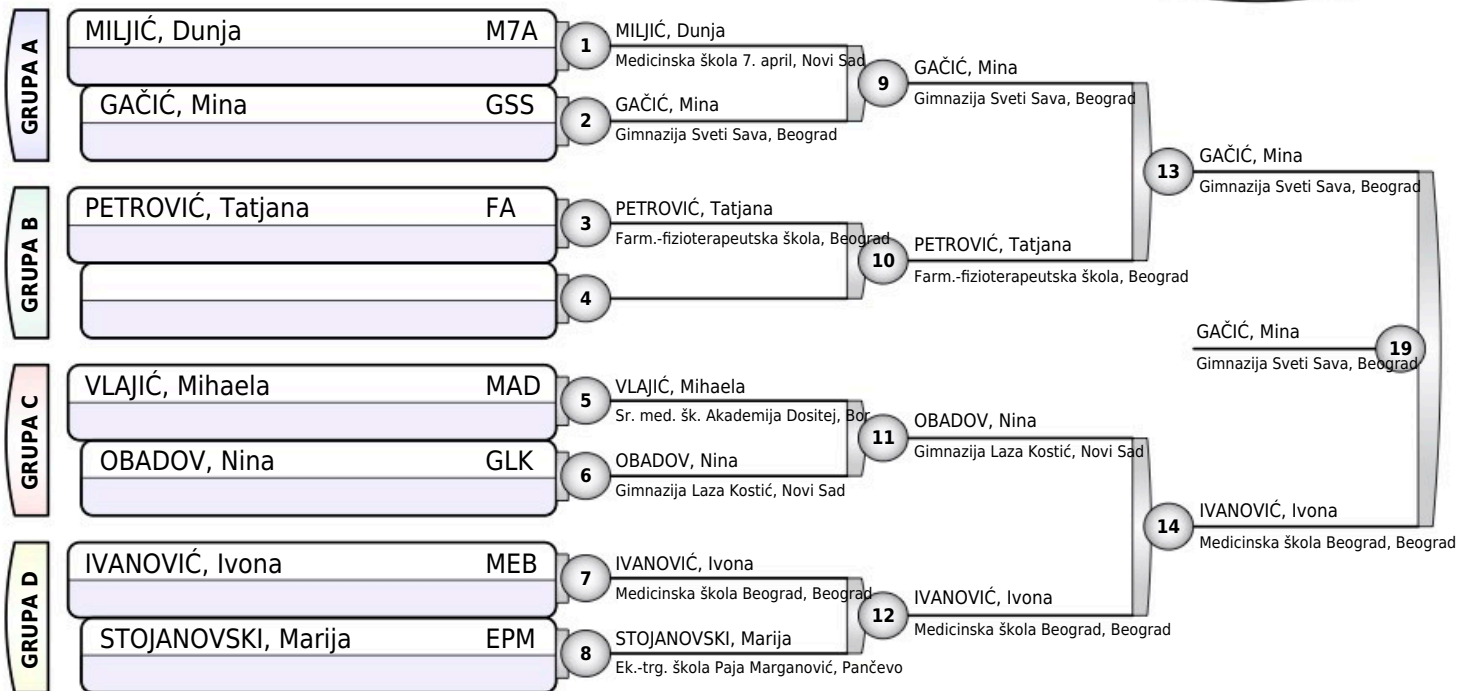 GRUPA A
MILJIĆ, Dunja M7A
GAČIĆ, Mina GSS
1
MILJIĆ, Dunja
Medicinska škola 7. april, Novi Sad
2
GAČIĆ, Mina
Gimnazija Sveti Sava, Beograd
9
GAČIĆ, Mina
Gimnazija Sveti Sava, Beograd
GRUPA B
PETROVIĆ, Tatjana FA
3
PETROVIĆ, Tatjana
Farm.-fizioterapeutska škola, Beograd
4
10
PETROVIĆ, Tatjana
Farm.-fizioterapeutska škola, Beograd
13
GAČIĆ, Mina
Gimnazija Sveti Sava, Beograd
GRUPA C
VLAJIĆ, Mihaela MAD
OBADOV, Nina GLK
5
VLAJIĆ, Mihaela
Sr. med. šk. Akademija Dositej, Bor
6
OBADOV, Nina
Gimnazija Laza Kostić, Novi Sad
11
OBADOV, Nina
Gimnazija Laza Kostić, Novi Sad
GRUPA D
IVANOVIĆ, Ivona MEB
STOJANOVSKI, Marija EPM
7
IVANOVIĆ, Ivona
Medicinska škola Beograd, Beograd
8
STOJANOVSKI, Marija
Ek.-trg. škola Paja Marganović, Pančevo
12
IVANOVIĆ, Ivona
Medicinska škola Beograd, Beograd
14
IVANOVIĆ, Ivona
Medicinska škola Beograd, Beograd
GAČIĆ, Mina
Gimnazija Sveti Sava, Beograd
19